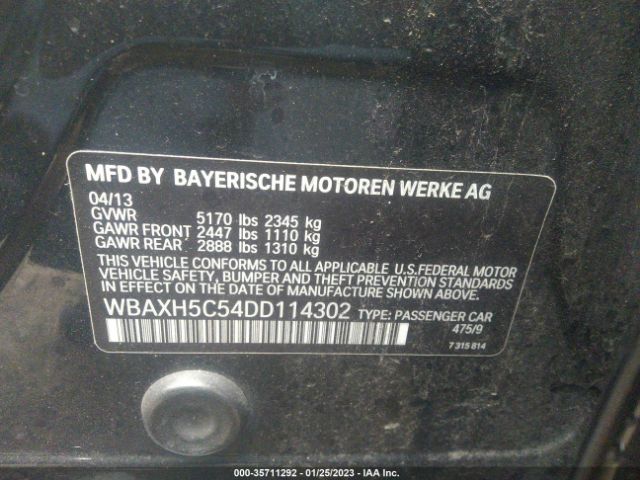 MFD BY BAYERISCHE MOTOREN WERKE AG
04/13
GVWR 5170 lbs 2345 kg
GAWR FRONT 2447 lbs 1110 kg
GAWR REAR 2888 lbs 1310 kg
THIS VEHICLE CONFORMS TO ALL APPLICABLE U.S.FEDERAL MOTOR
VEHICLE SAFETY, BUMPER AND THEFT PREVENTION STANDARDS
IN EFFECT ON THE DATE OF MANUFACTURE SHOWN ABOVE.
WBAXH5C54DD114302 TYPE: PASSENGER CAR
475/9
7 315 814
000-35711292 - 01/25/2023 - IAA Inc.